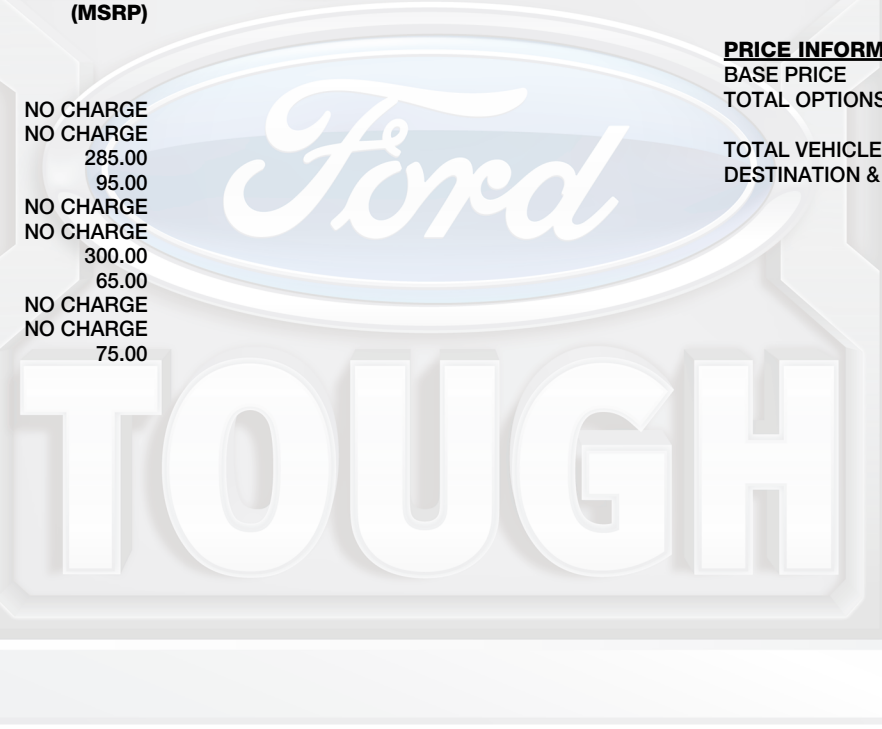 (MSRP)
NO CHARGE
NO CHARGE
285.00
95.00
NO CHARGE
NO CHARGE
300.00
65.00
NO CHARGE
NO CHARGE
75.00
PRICE INFORM
BASE PRICE
TOTAL OPTIONS
TOTAL VEHICLE
DESTINATION &
Ford
TOUGH